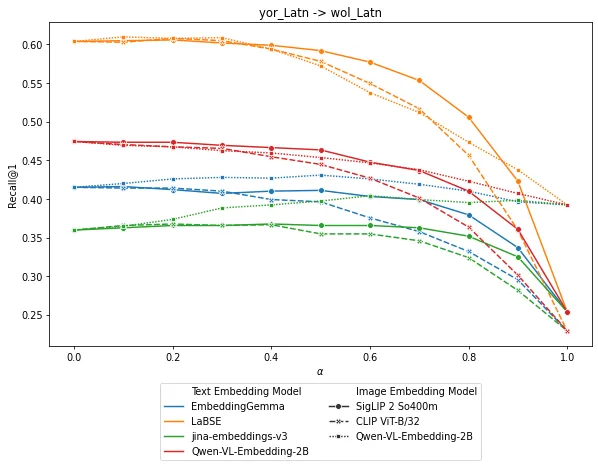 yor_Latn -> wol_Latn
Recall@1
0.60
0.55
0.50
0.45
0.40
0.35
0.30
0.25
0.0 0.2 0.4 0.6 0.8 1.0
α
Text Embedding Model Image Embedding Model
EmbeddingGemma SigLIP 2 So400m
LaBSE CLIP ViT-B/32
jina-embeddings-v3 Qwen-VL-Embedding-2B
Qwen-VL-Embedding-2B